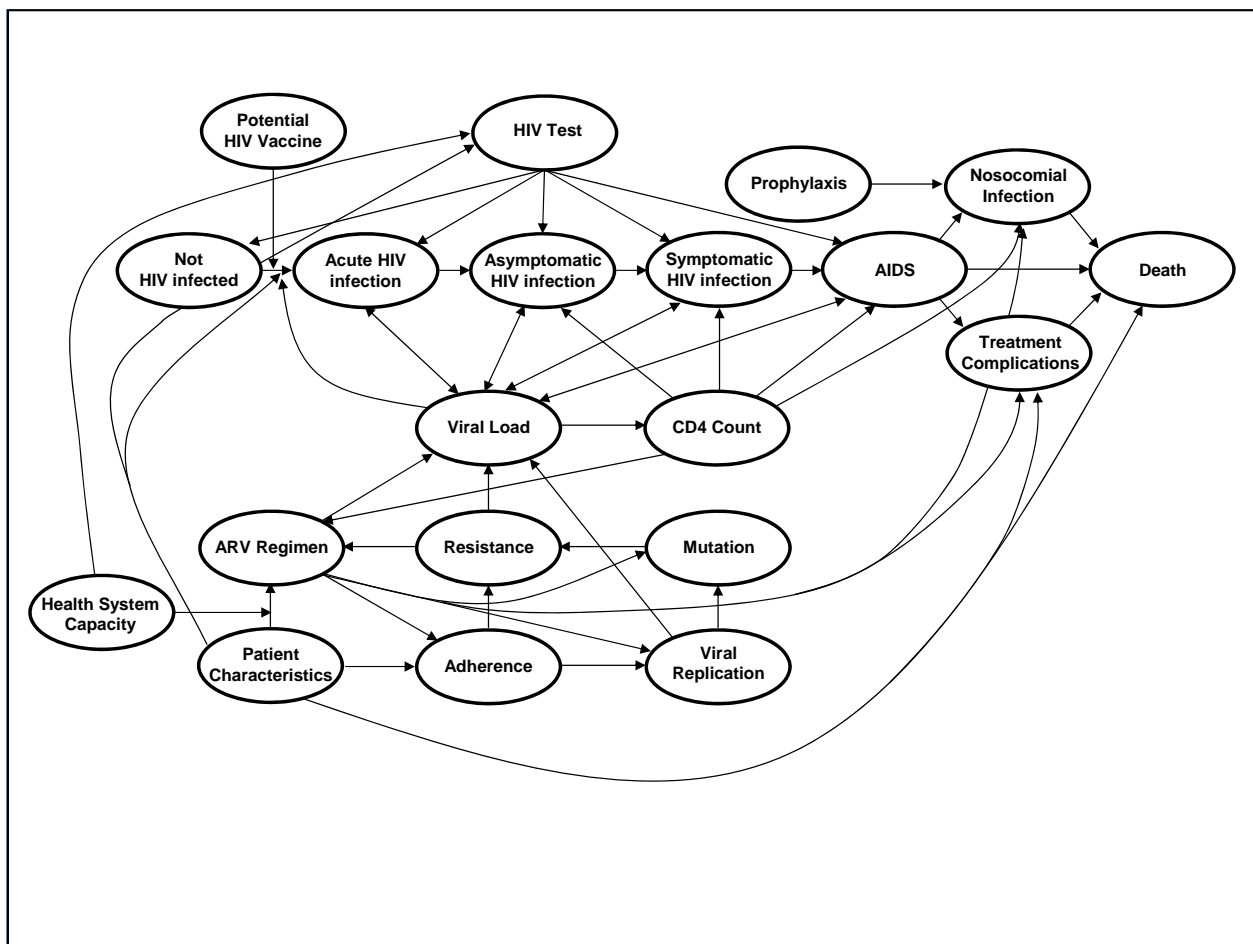 Potential
HIV Vaccine
HIV Test
Prophylaxis
Nosocomial
Infection
Not
HIV infected
Acute HIV
infection
Asymptomatic
HIV infection
Symptomatic
HIV infection
AIDS
Death
Treatment
Complications
Viral Load
CD4 Count
ARV Regimen
Resistance
Mutation
Health System
Capacity
Patient
Characteristics
Adherence
Viral
Replication